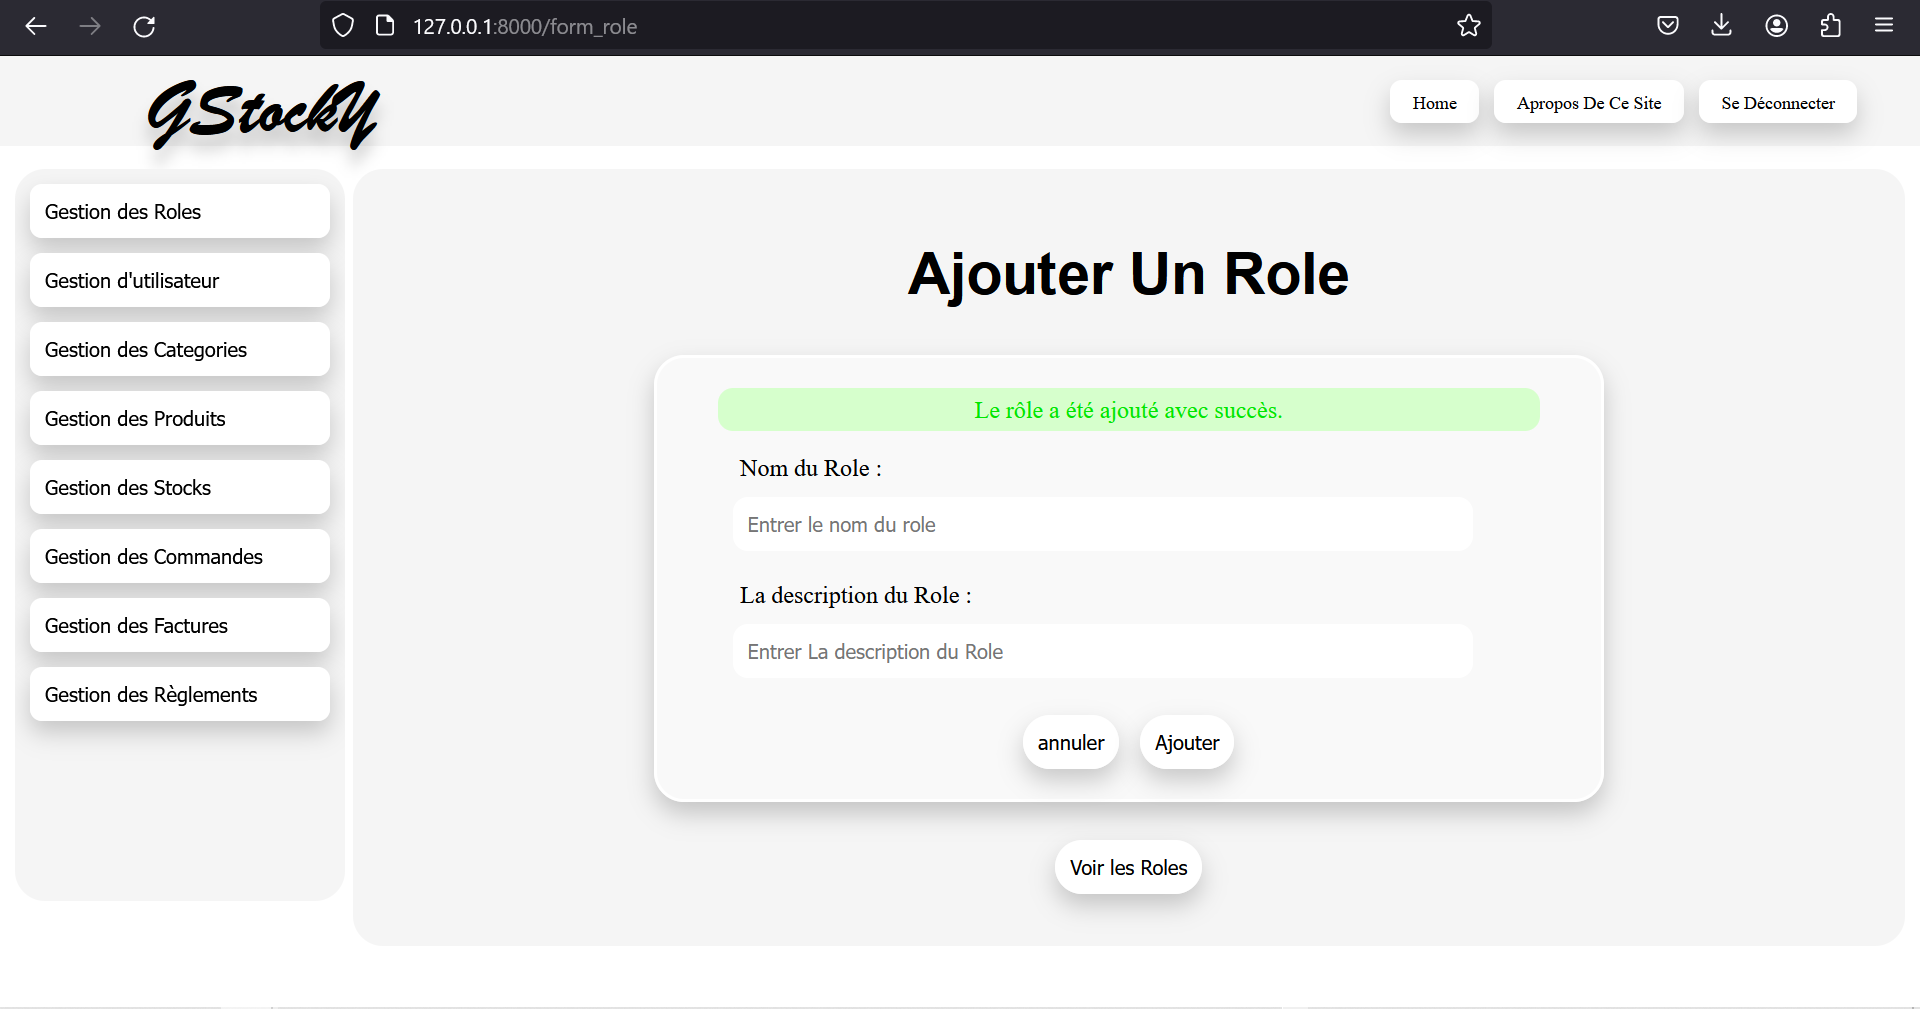 127.0.0.1:8000/form_role
GStockY
Home
Apropos De Ce Site
Se Déconnecter
Gestion des Roles
Gestion d'utilisateur
Gestion des Categories
Gestion des Produits
Gestion des Stocks
Gestion des Commandes
Gestion des Factures
Gestion des Règlements
Ajouter Un Role
Le rôle a été ajouté avec succès.
Nom du Role :
Entrer le nom du role
La description du Role :
Entrer La description du Role
annuler
Ajouter
Voir les Roles